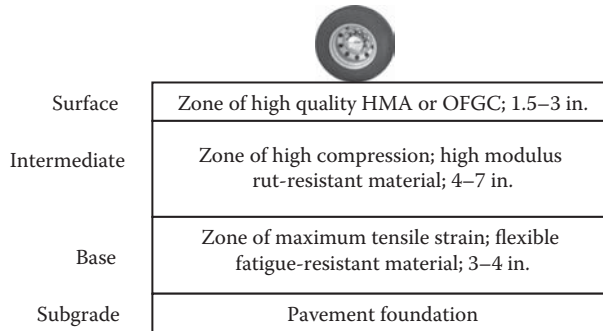 Surface
Zone of high quality HMA or OFGC; 1.5–3 in.
Intermediate
Zone of high compression; high modulus
rut-resistant material; 4–7 in.
Base
Zone of maximum tensile strain; flexible
fatigue-resistant material; 3–4 in.
Subgrade
Pavement foundation